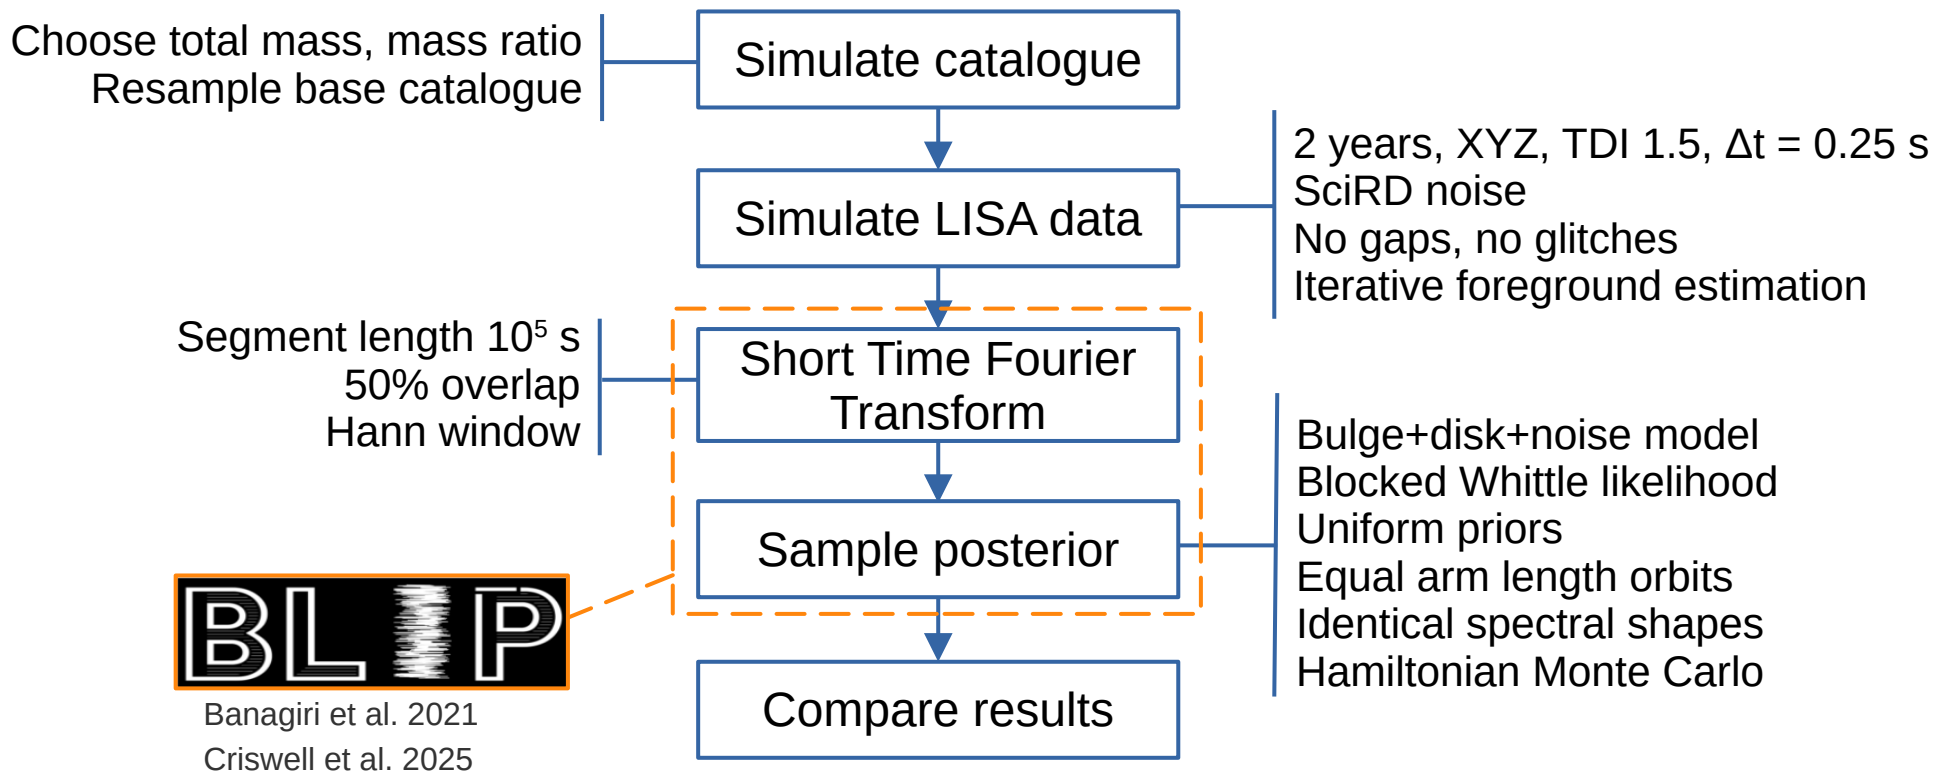 Choose total mass, mass ratio
Resample base catalogue
Simulate catalogue
2 years, XYZ, TDI 1.5, Δt = 0.25 s
SciRD noise
No gaps, no glitches
Iterative foreground estimation
Simulate LISA data
Segment length 10⁵ s
50% overlap
Hann window
Short Time Fourier
Transform
Bulge+disk+noise model
Blocked Whittle likelihood
Uniform priors
Equal arm length orbits
Identical spectral shapes
Hamiltonian Monte Carlo
Sample posterior
BLIP
Banagiri et al. 2021
Criswell et al. 2025
Compare results